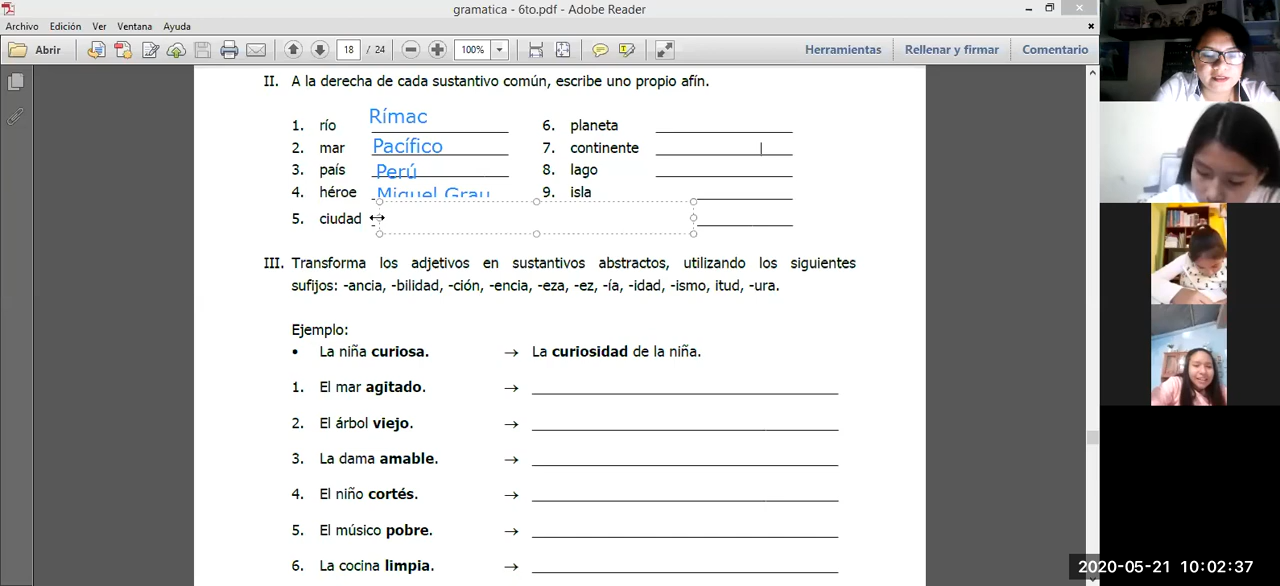 gramatica - 6to.pdf - Adobe Reader
Archivo Edición Ver Ventana Ayuda
Abrir 18 / 24 100% Herramientas Rellenar y firmar Comentario
II. A la derecha de cada sustantivo común, escribe uno propio afín.
1. río Rímac 6. planeta
2. mar Pacífico 7. continente
3. país Perú 8. lago
4. héroe Miguel Grau 9. isla
5. ciudad
III. Transforma los adjetivos en sustantivos abstractos, utilizando los siguientes
sufijos: -ancia, -bilidad, -ción, -encia, -eza, -ez, -ía, -idad, -ismo, itud, -ura.
Ejemplo:
• La niña curiosa. → La curiosidad de la niña.
1. El mar agitado. →
2. El árbol viejo. →
3. La dama amable. →
4. El niño cortés. →
5. El músico pobre. →
6. La cocina limpia. →
2020-05-21 10:02:37